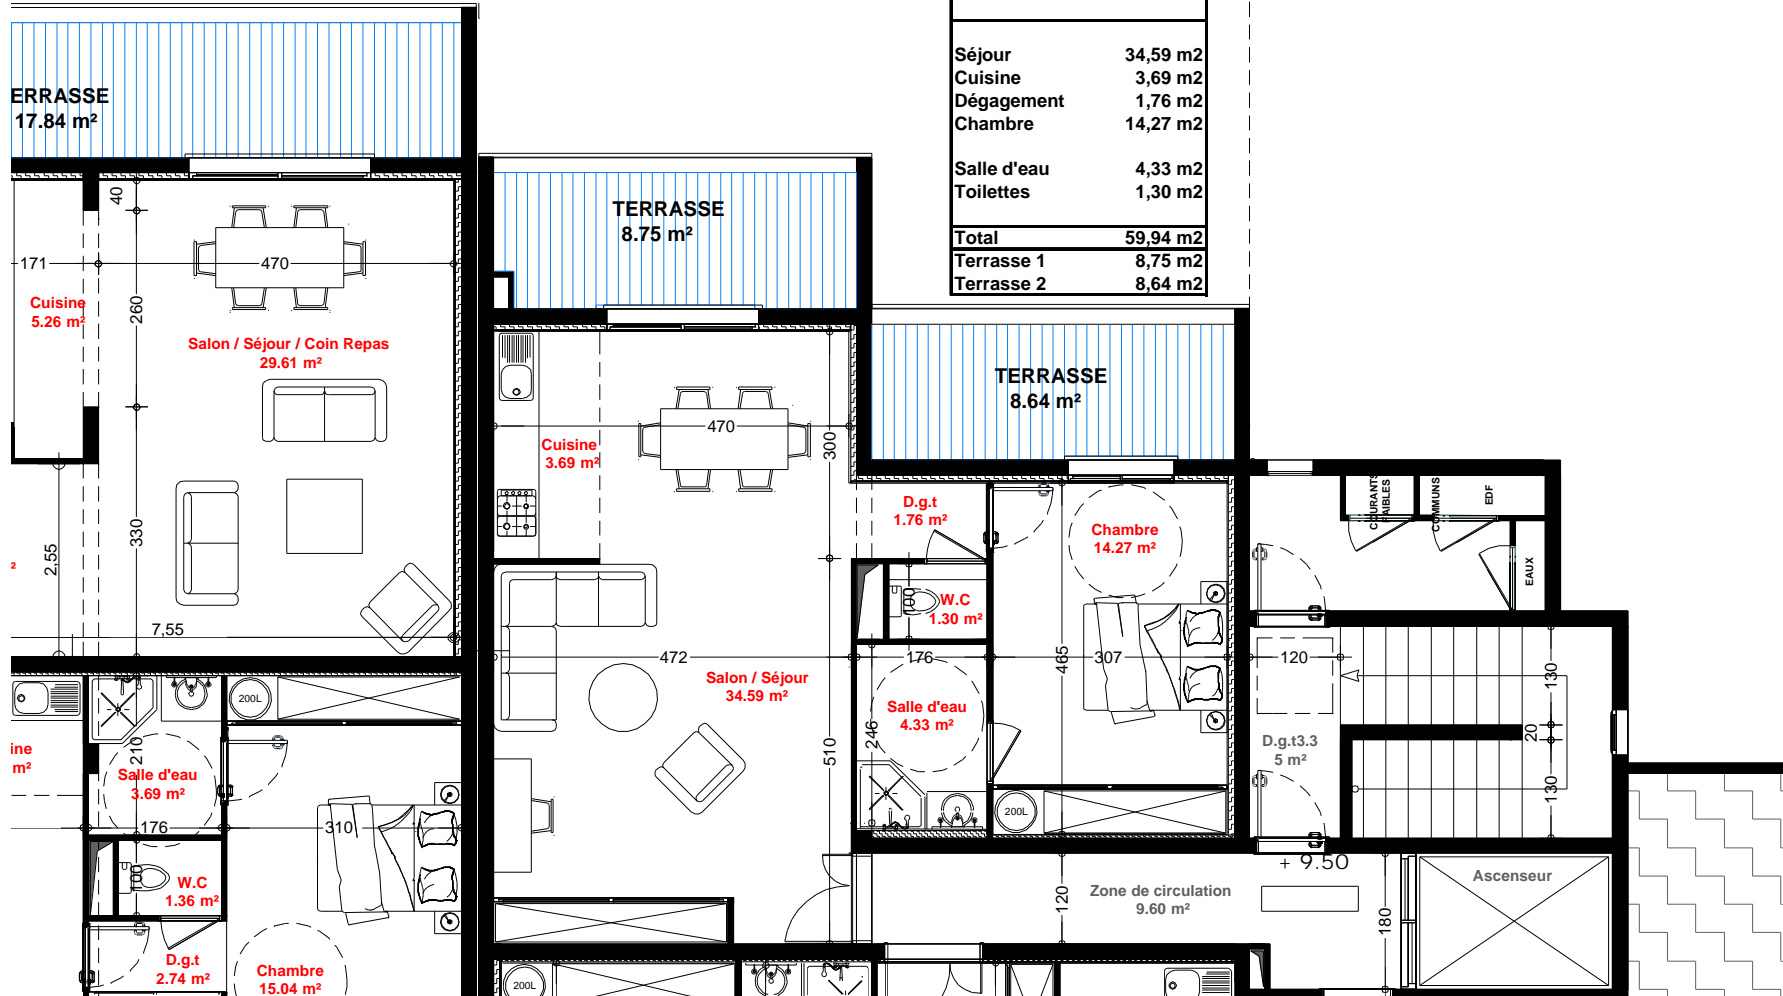 Séjour 34,59 m2
Cuisine 3,69 m2
Dégagement 1,76 m2
Chambre 14,27 m2
Salle d'eau 4,33 m2
Toilettes 1,30 m2
Total 59,94 m2
Terrasse 1 8,75 m2
Terrasse 2 8,64 m2
ERRASSE
17.84 m²
TERRASSE
8.75 m²
TERRASSE
8.64 m²
40
171
470
260
Cuisine
5.26 m²
Salon / Séjour / Coin Repas
29.61 m²
330
2,55
²
7,55
470
300
Cuisine
3.69 m²
D.g.t
1.76 m²
Chambre
14.27 m²
COURANTS
FAIBLES
COMMUNS
EDF
EAUX
100
W.C
1.30 m²
472
176
465
307
120
130
Salon / Séjour
34.59 m²
Salle d'eau
4.33 m²
246
510
200L
D.g.t3.3
5 m²
20
130
200L
ine
m²
210
Salle d'eau
3.69 m²
176
310
100
W.C
1.36 m²
D.g.t
2.74 m²
Chambre
15.04 m²
+ 9.50
Zone de circulation
9.60 m²
120
180
Ascenseur
200L